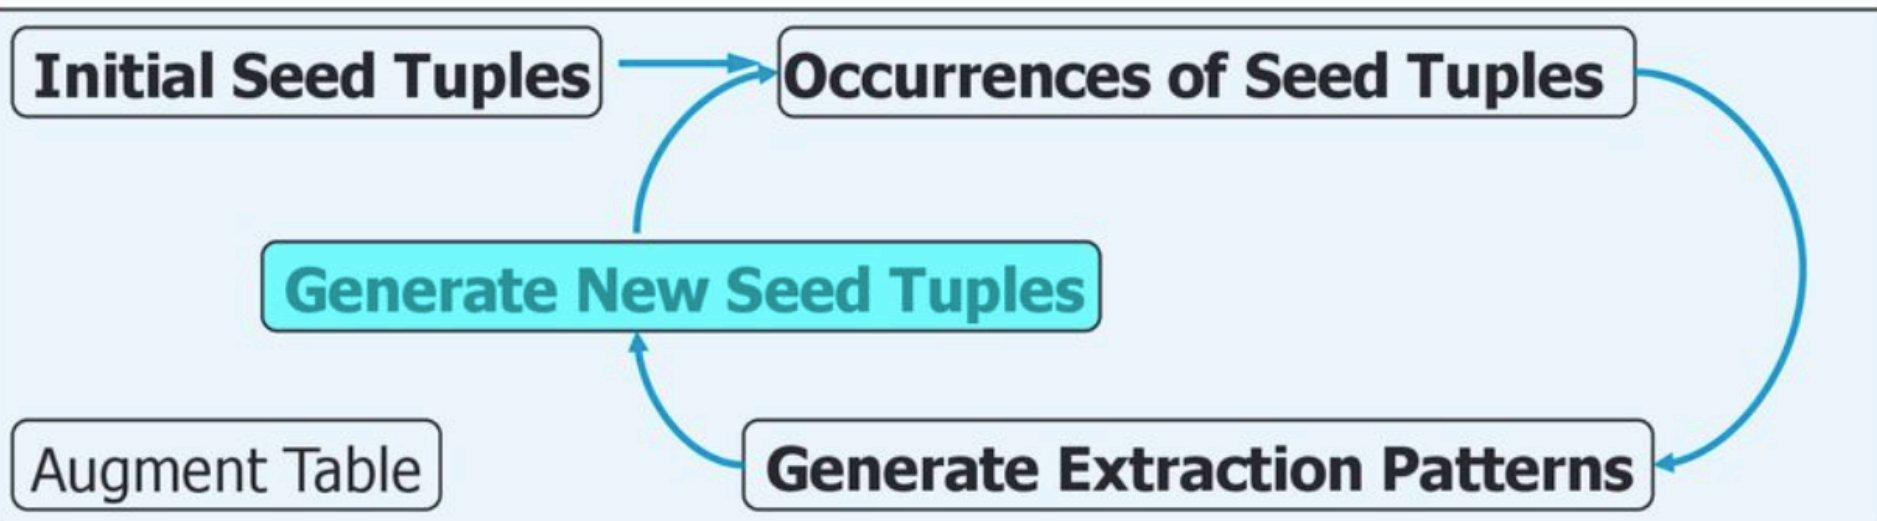 Initial Seed Tuples
Occurrences of Seed Tuples
Generate New Seed Tuples
Augment Table
Generate Extraction Patterns